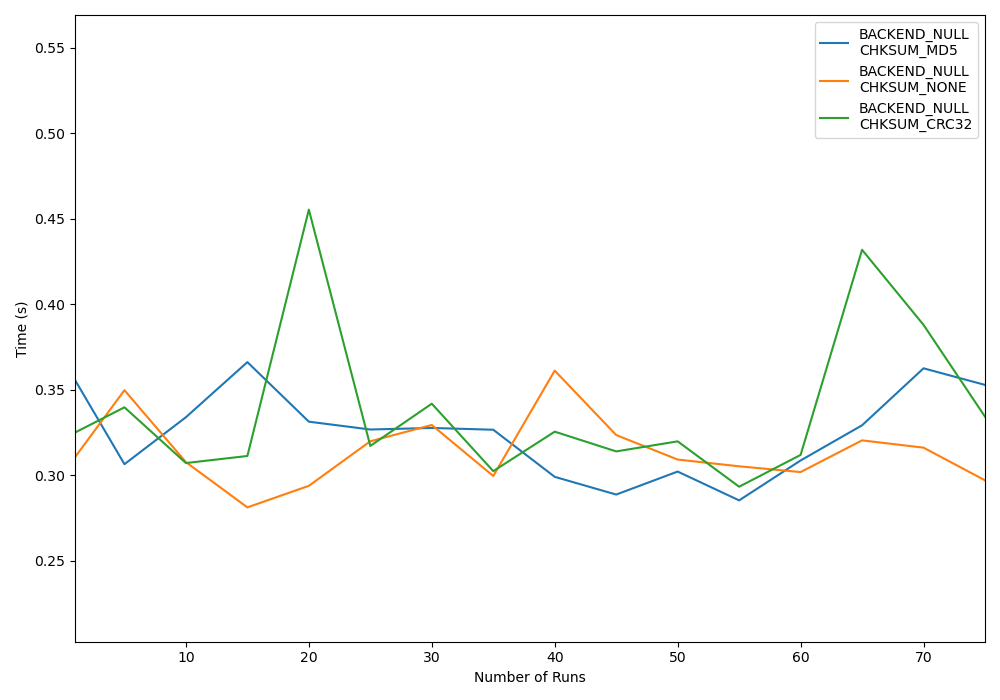 0.55
0.50
0.45
0.40
0.35
0.30
0.25
Time (s)
10 20 30 40 50 60 70
Number of Runs
BACKEND_NULL
CHKSUM_MD5
BACKEND_NULL
CHKSUM_NONE
BACKEND_NULL
CHKSUM_CRC32